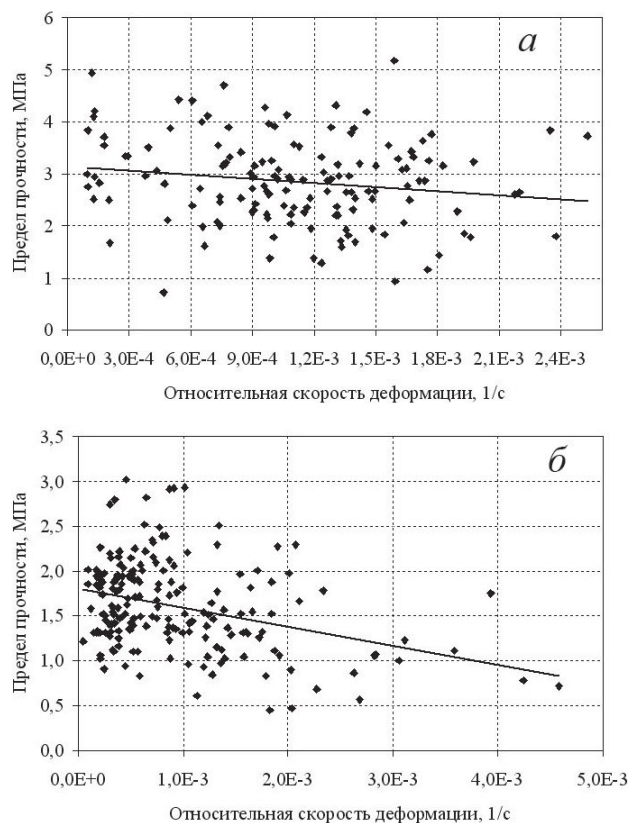 а
Предел прочности, МПа
6
5
4
3
2
1
0
0,0E+0 3,0E-4 6,0E-4 9,0E-4 1,2E-3 1,5E-3 1,8E-3 2,1E-3 2,4E-3
Относительная скорость деформации, 1/с
б
Предел прочности, МПа
3,5
3,0
2,5
2,0
1,5
1,0
0,5
0,0
0,0E+0 1,0E-3 2,0E-3 3,0E-3 4,0E-3 5,0E-3
Относительная скорость деформации, 1/с